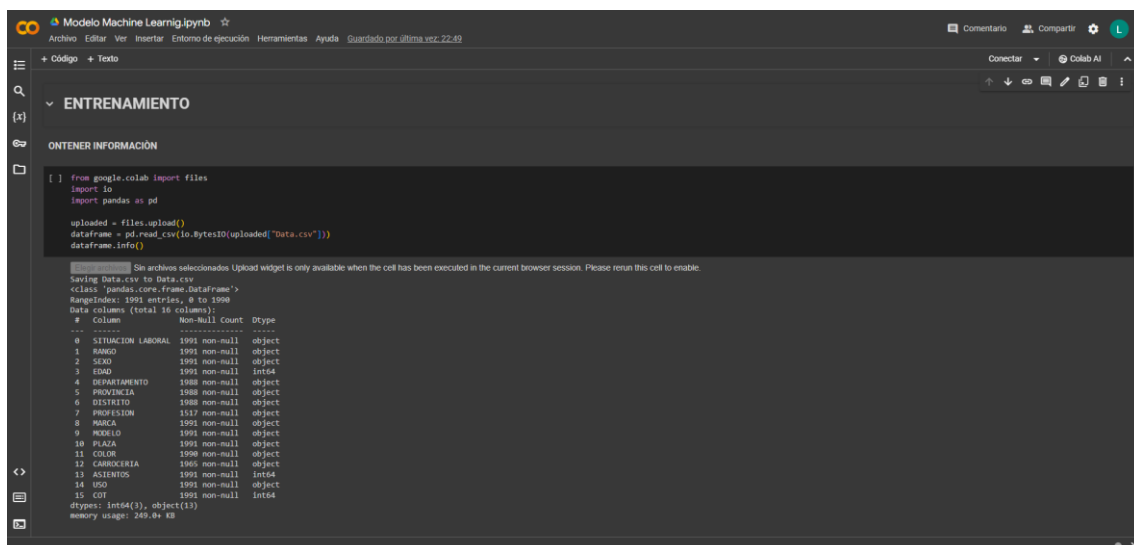 CO Modelo Machine Learnig.ipynb
Comentario Compartir L
Archivo Editar Ver Insertar Entorno de ejecución Herramientas Ayuda Guardado por última vez: 22:49
+ Código + Texto Conectar Colab AI
ENTRENAMIENTO
{x}
ONTENER INFORMACIÒN
[ ] from google.colab import files
import io
import pandas as pd
uploaded = files.upload()
dataframe = pd.read_csv(io.BytesIO(uploaded["Data.csv"]))
dataframe.info()
Elegir archivos Sin archivos seleccionados Upload widget is only available when the cell has been executed in the current browser session. Please rerun this cell to enable.
Saving Data.csv to Data.csv
<class 'pandas.core.frame.DataFrame'>
RangeIndex: 1991 entries, 0 to 1990
Data columns (total 16 columns):
# Column Non-Null Count Dtype
--- ------ -------------- -----
0 SITUACION LABORAL 1991 non-null object
1 RANGO 1991 non-null object
2 SEXO 1991 non-null object
3 EDAD 1991 non-null int64
4 DEPARTAMENTO 1988 non-null object
5 PROVINCIA 1988 non-null object
6 DISTRITO 1988 non-null object
7 PROFESION 1517 non-null object
8 MARCA 1991 non-null object
9 MODELO 1991 non-null object
10 PLAZA 1991 non-null object
11 COLOR 1990 non-null object
12 CARROCERIA 1965 non-null object
13 ASIENTOS 1991 non-null int64
14 USO 1991 non-null object
15 COT 1991 non-null int64
dtypes: int64(3), object(13)
memory usage: 249.0+ KB